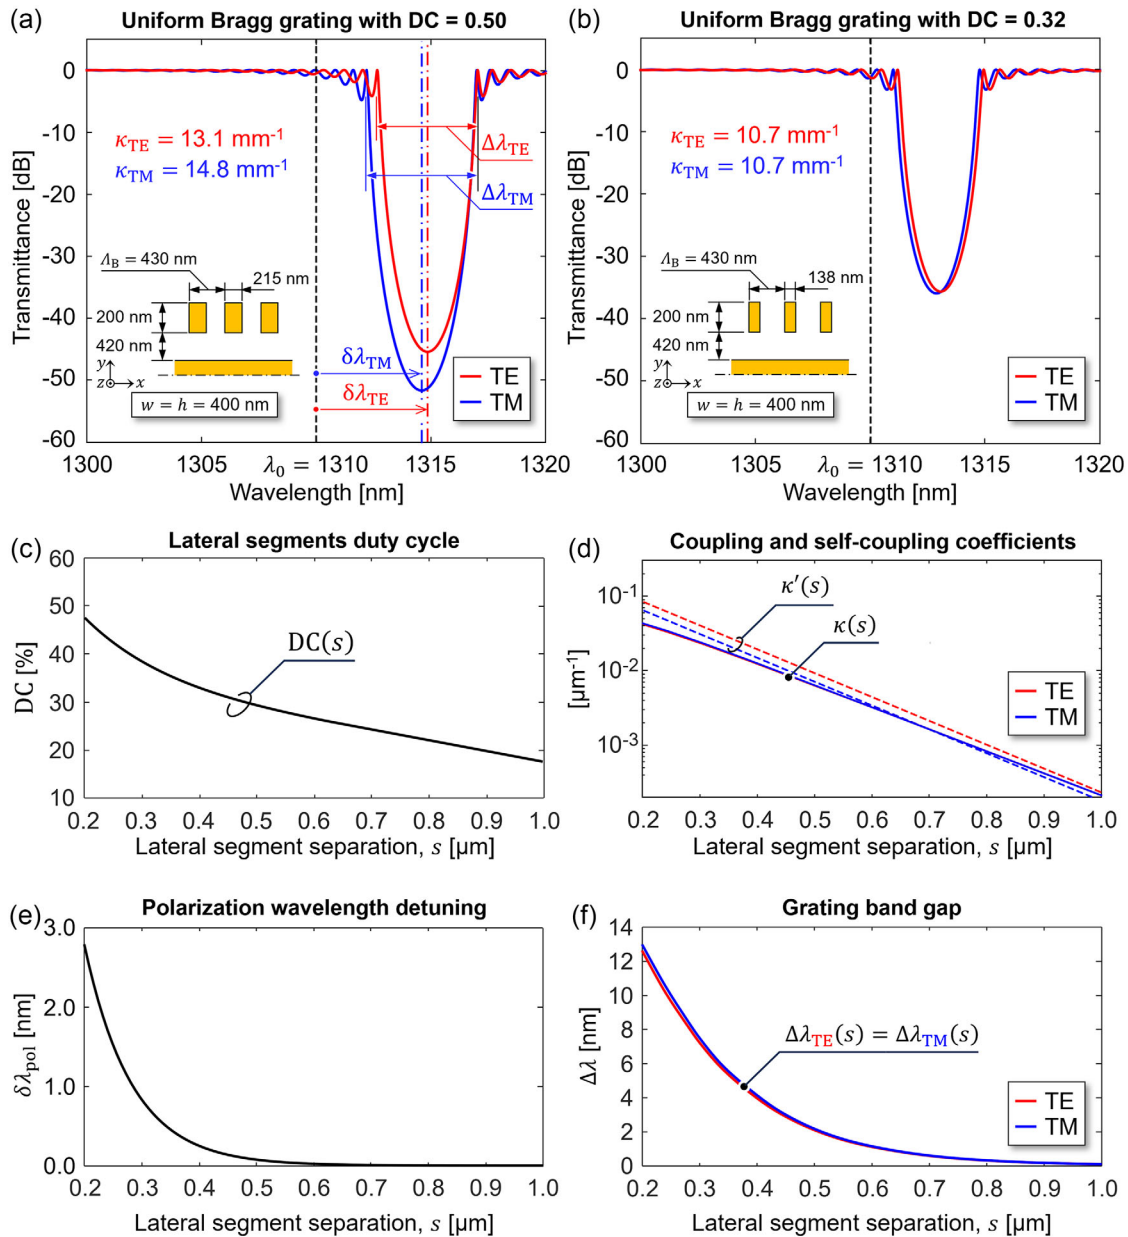 (a) Uniform Bragg grating with DC = 0.50
Transmittance [dB]
0
-10
-20
-30
-40
-50
-60
κTE = 13.1 mm⁻¹
κTM = 14.8 mm⁻¹
ΔλTE
ΔλTM
ΛB = 430 nm
215 nm
200 nm
420 nm
y
z x
w = h = 400 nm
δλTM
δλTE
TE
TM
1300 1305 λ0 = 1310 1315 1320
Wavelength [nm]
(b) Uniform Bragg grating with DC = 0.32
Transmittance [dB]
0
-10
-20
-30
-40
-50
-60
κTE = 10.7 mm⁻¹
κTM = 10.7 mm⁻¹
ΛB = 430 nm
138 nm
200 nm
420 nm
y
z x
w = h = 400 nm
TE
TM
1300 1305 λ0 = 1310 1315 1320
Wavelength [nm]
(c) Lateral segments duty cycle
DC [%]
60
50
40
30
20
10
DC(s)
0.2 0.3 0.4 0.5 0.6 0.7 0.8 0.9 1.0
Lateral segment separation, s [μm]
(d) Coupling and self-coupling coefficients
[μm⁻¹]
10⁻¹
10⁻²
10⁻³
κ′(s)
κ(s)
TE
TM
0.2 0.3 0.4 0.5 0.6 0.7 0.8 0.9 1.0
Lateral segment separation, s [μm]
(e) Polarization wavelength detuning
δλpol [nm]
3.0
2.0
1.0
0.0
0.2 0.3 0.4 0.5 0.6 0.7 0.8 0.9 1.0
Lateral segment separation, s [μm]
(f) Grating band gap
Δλ [nm]
14
12
10
8
6
4
2
0
ΔλTE(s) = ΔλTM(s)
TE
TM
0.2 0.3 0.4 0.5 0.6 0.7 0.8 0.9 1.0
Lateral segment separation, s [μm]